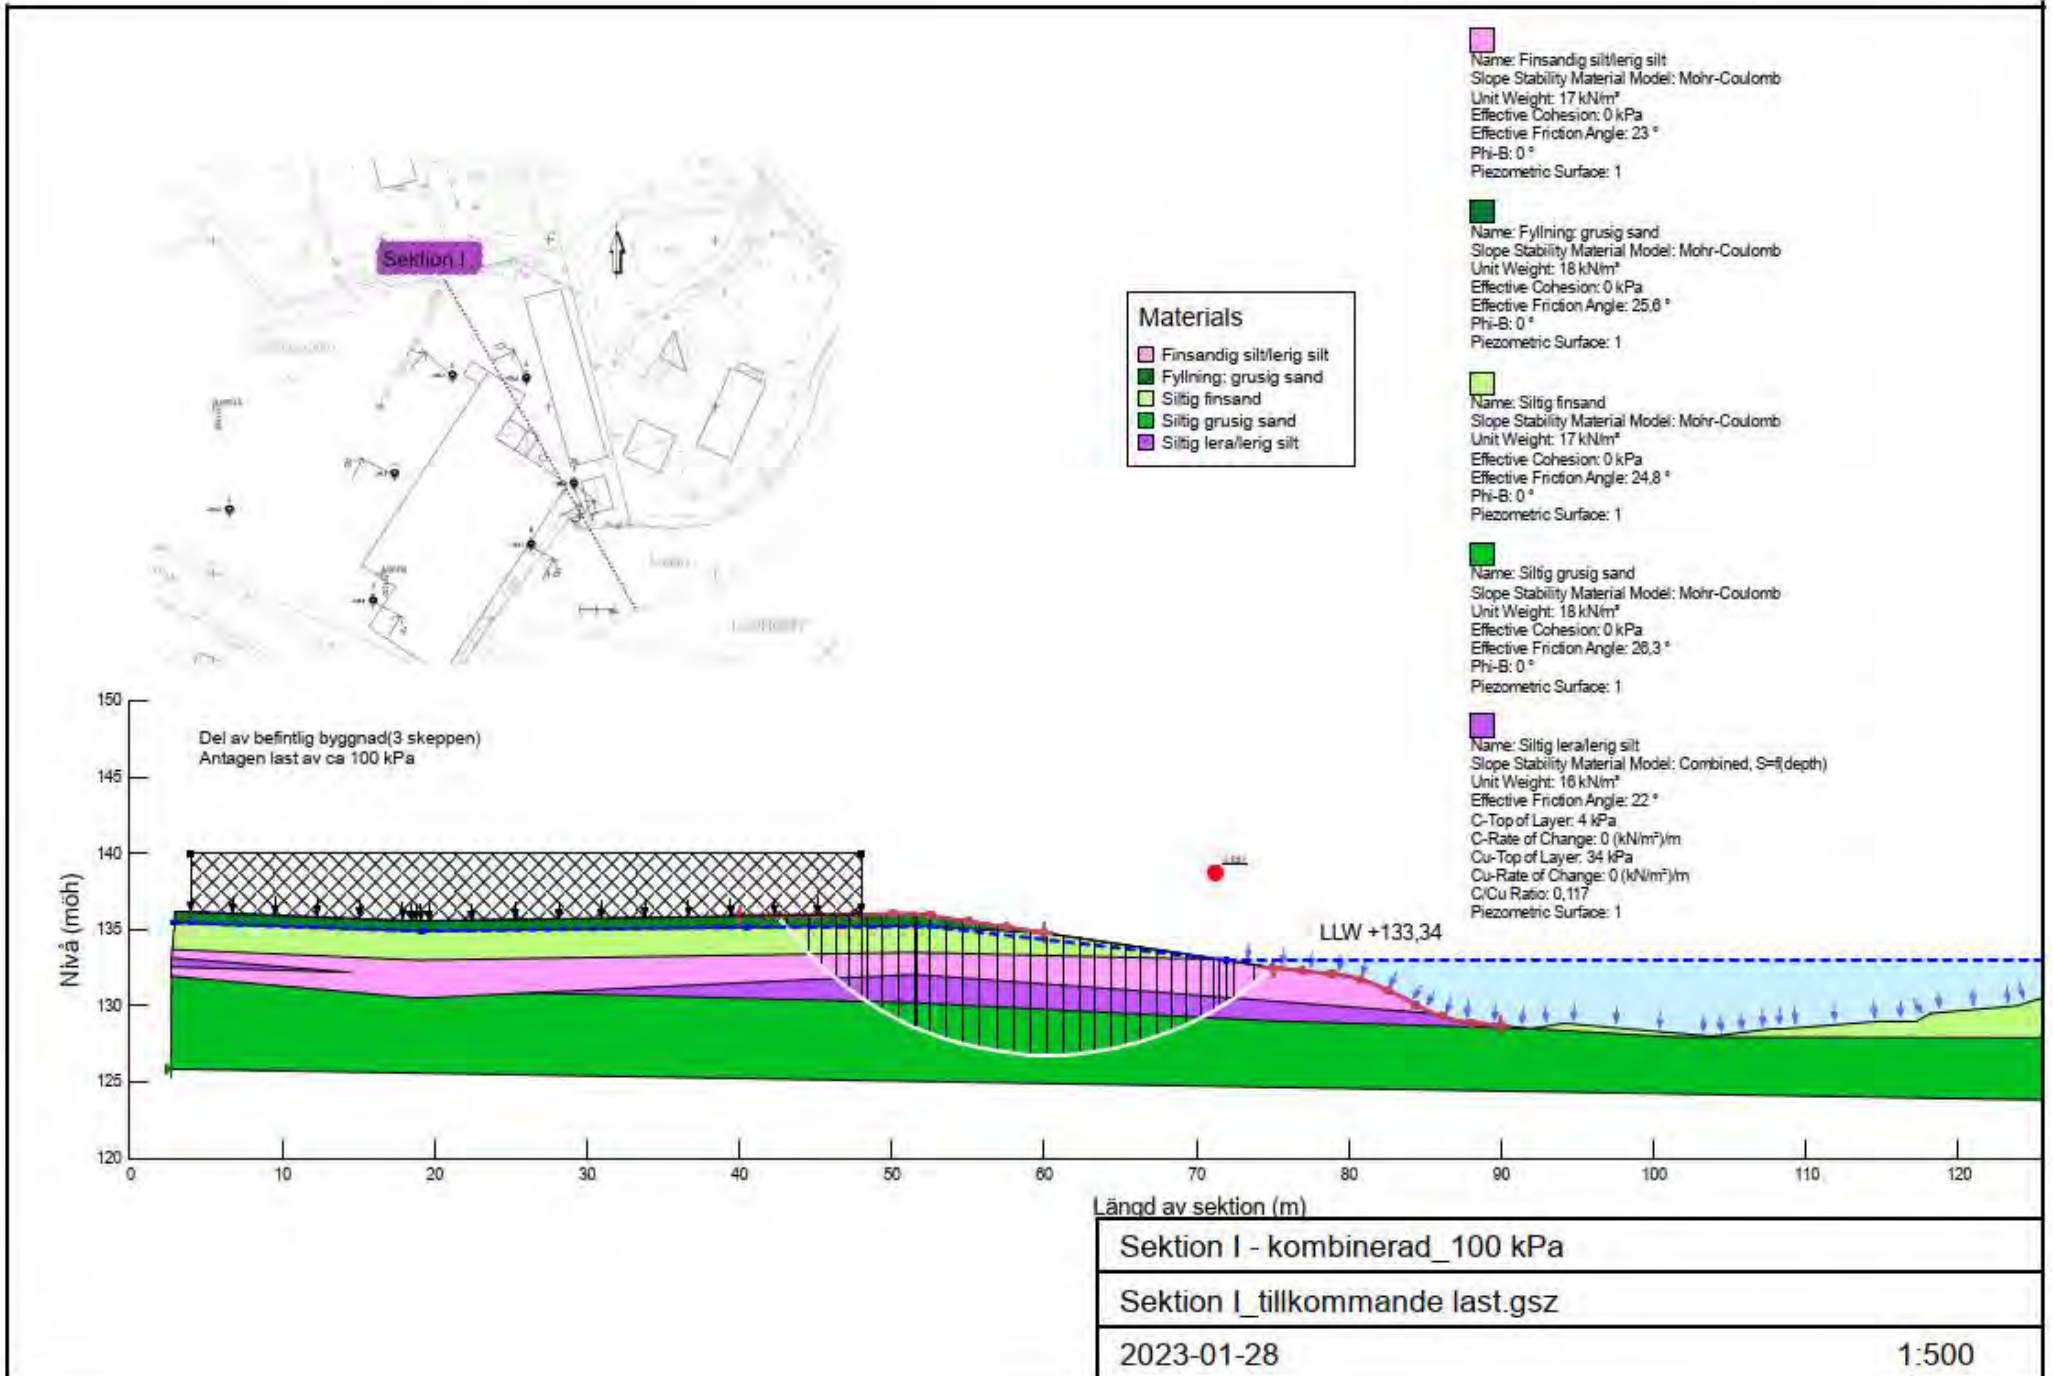 Name: Finsandig silt/lerig silt
Slope Stability Material Model: Mohr-Coulomb
Unit Weight: 17 kN/m³
Effective Cohesion: 0 kPa
Effective Friction Angle: 23 °
Phi-B: 0 °
Piezometric Surface: 1
Name: Fyllning: grusig sand
Slope Stability Material Model: Mohr-Coulomb
Unit Weight: 18 kN/m³
Effective Cohesion: 0 kPa
Effective Friction Angle: 25,6 °
Phi-B: 0 °
Piezometric Surface: 1
Name: Siltig finsand
Slope Stability Material Model: Mohr-Coulomb
Unit Weight: 17 kN/m³
Effective Cohesion: 0 kPa
Effective Friction Angle: 24,8 °
Phi-B: 0 °
Piezometric Surface: 1
Name: Siltig grusig sand
Slope Stability Material Model: Mohr-Coulomb
Unit Weight: 18 kN/m³
Effective Cohesion: 0 kPa
Effective Friction Angle: 26,3 °
Phi-B: 0 °
Piezometric Surface: 1
Name: Siltig lera/lerig silt
Slope Stability Material Model: Combined, S=f(depth)
Unit Weight: 16 kN/m³
Effective Friction Angle: 22 °
C-Top of Layer: 4 kPa
C-Rate of Change: 0 (kN/m²)/m
Cu-Top of Layer: 34 kPa
Cu-Rate of Change: 0 (kN/m²)/m
C/Cu Ratio: 0,117
Piezometric Surface: 1
Sektion I
Materials
Finsandig silt/lerig silt
Fyllning: grusig sand
Siltig finsand
Siltig grusig sand
Siltig lera/lerig silt
Del av befintlig byggnad(3 skeppen)
Antagen last av ca 100 kPa
LLW +133,34
Nivå (möh)
150
145
140
135
130
125
120
0 10 20 30 40 50 60 70 80 90 100 110 120
Längd av sektion (m)
Sektion I - kombinerad_100 kPa
Sektion I_tillkommande last.gsz
2023-01-28 1:500